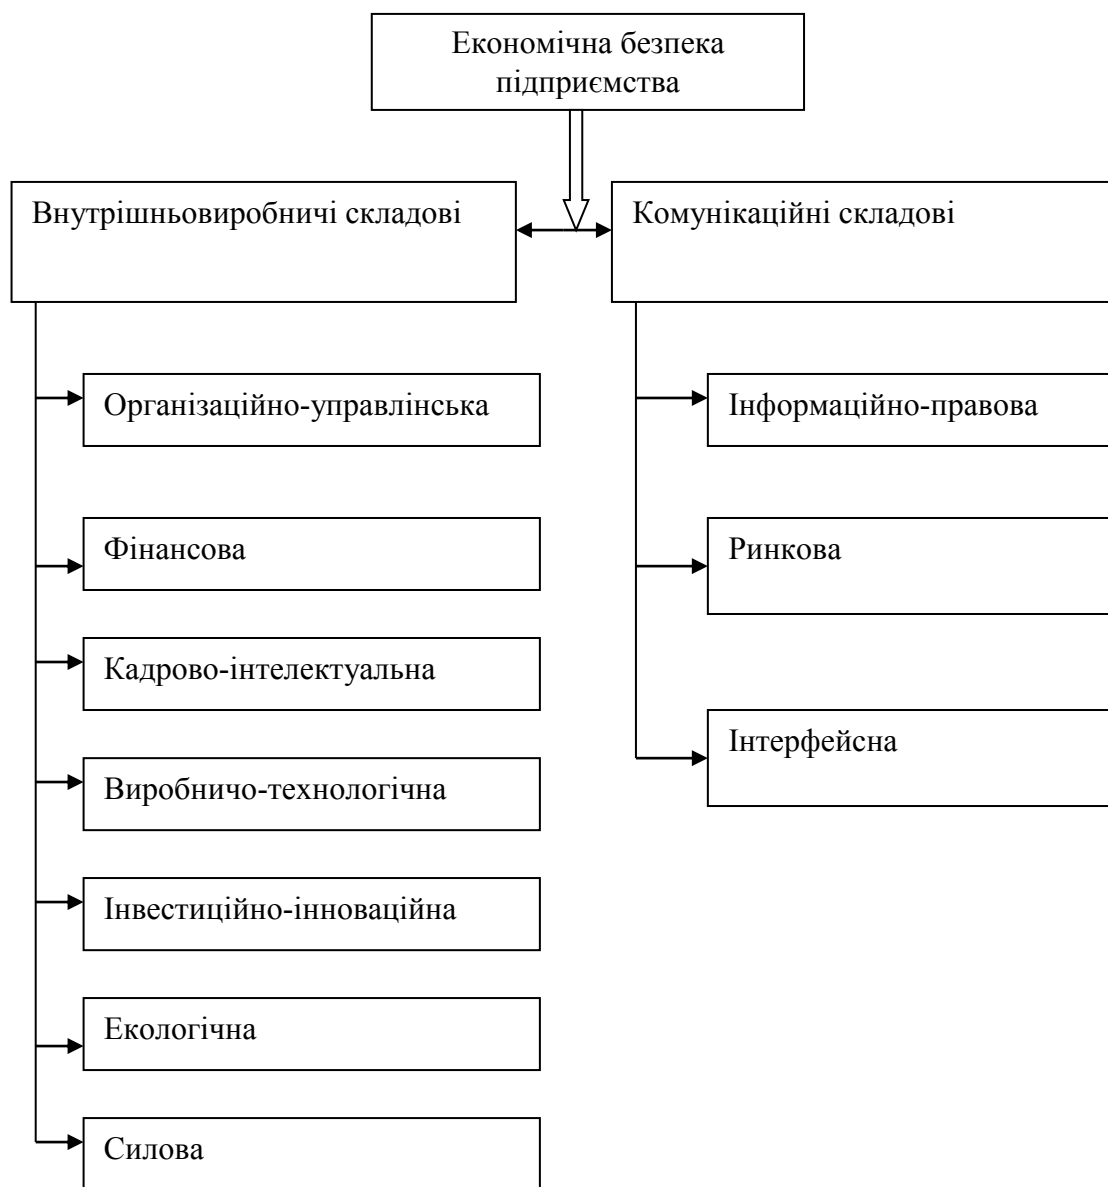 Економічна безпека
підприємства
Внутрішньовиробничі складові
Комунікаційні складові
Організаційно-управлінська
Фінансова
Кадрово-інтелектуальна
Виробничо-технологічна
Інвестиційно-інноваційна
Екологічна
Силова
Інформаційно-правова
Ринкова
Інтерфейсна